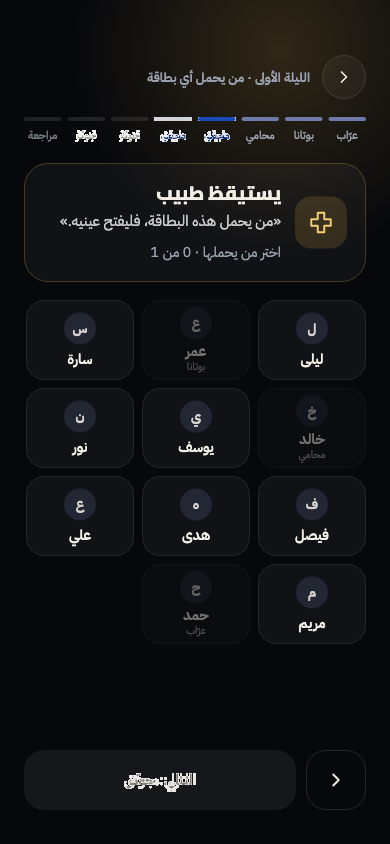 الليلة الأولى · من يحمل أي بطاقة
عرّاب
بوتانا
محامي
مراجعة
يستيقظ طبيب
«من يحمل هذه البطاقة، فليفتح عينيه.»
اختر من يحملها · 0 من 1
ل
ليلى
ع
عمر
بوتانا
س
سارة
خ
خالد
محامي
ي
يوسف
ن
نور
ف
فيصل
ه
هدى
ع
علي
م
مريم
ح
حمد
عرّاب